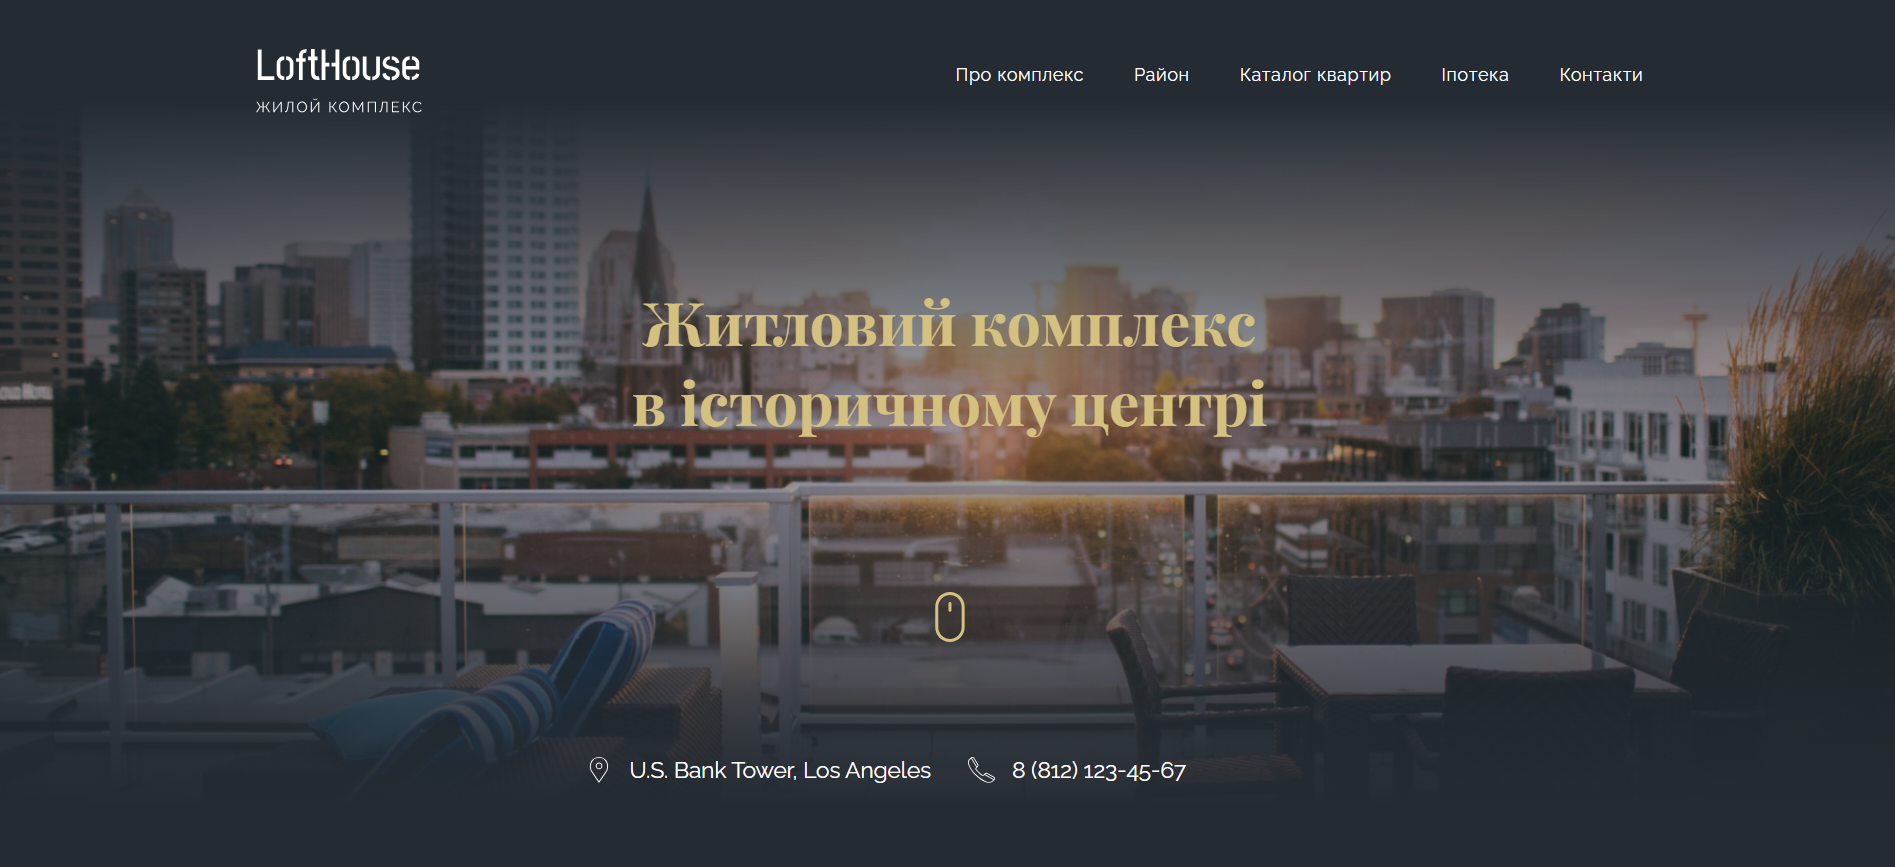 LoftHouse
ЖИЛОЙ КОМПЛЕКС
Про комплекс Район Каталог квартир Іпотека Контакти
Житловий комплекс
в історичному центрі
U.S. Bank Tower, Los Angeles 8 (812) 123-45-67